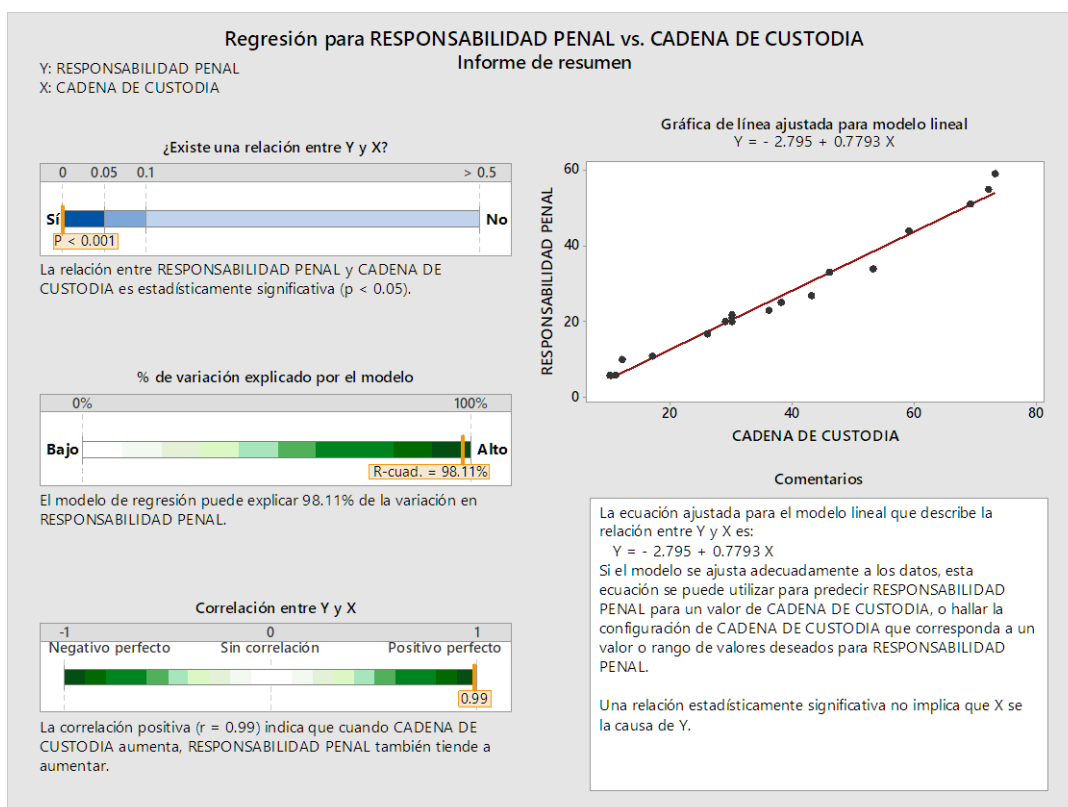 Regresión para RESPONSABILIDAD PENAL vs. CADENA DE CUSTODIA
Informe de resumen
Y: RESPONSABILIDAD PENAL
X: CADENA DE CUSTODIA
¿Existe una relación entre Y y X?
0 0.05 0.1 > 0.5
Sí No
P < 0.001
La relación entre RESPONSABILIDAD PENAL y CADENA DE
CUSTODIA es estadísticamente significativa (p < 0.05).
% de variación explicado por el modelo
0% 100%
Bajo Alto
R-cuad. = 98.11%
El modelo de regresión puede explicar 98.11% de la variación en
RESPONSABILIDAD PENAL.
Correlación entre Y y X
-1 0 1
Negativo perfecto Sin correlación Positivo perfecto
0.99
La correlación positiva (r = 0.99) indica que cuando CADENA DE
CUSTODIA aumenta, RESPONSABILIDAD PENAL también tiende a
aumentar.
Gráfica de línea ajustada para modelo lineal
Y = - 2.795 + 0.7793 X
RESPONSABILIDAD PENAL
60
40
20
0
20 40 60 80
CADENA DE CUSTODIA
Comentarios
La ecuación ajustada para el modelo lineal que describe la
relación entre Y y X es:
Y = - 2.795 + 0.7793 X
Si el modelo se ajusta adecuadamente a los datos, esta
ecuación se puede utilizar para predecir RESPONSABILIDAD
PENAL para un valor de CADENA DE CUSTODIA, o hallar la
configuración de CADENA DE CUSTODIA que corresponda a un
valor o rango de valores deseados para RESPONSABILIDAD
PENAL.
Una relación estadísticamente significativa no implica que X se
la causa de Y.